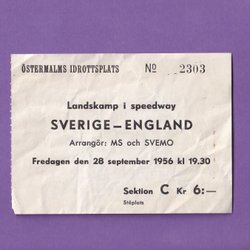 ÖSTERMALMS IDROTTSPLATS № 2303
Landskamp i speedway
SVERIGE – ENGLAND
Arrangör: MS och SVEMO
Fredagen den 28 september 1956 kl 19.30
Sektion C Kr 6:—
Ståplats